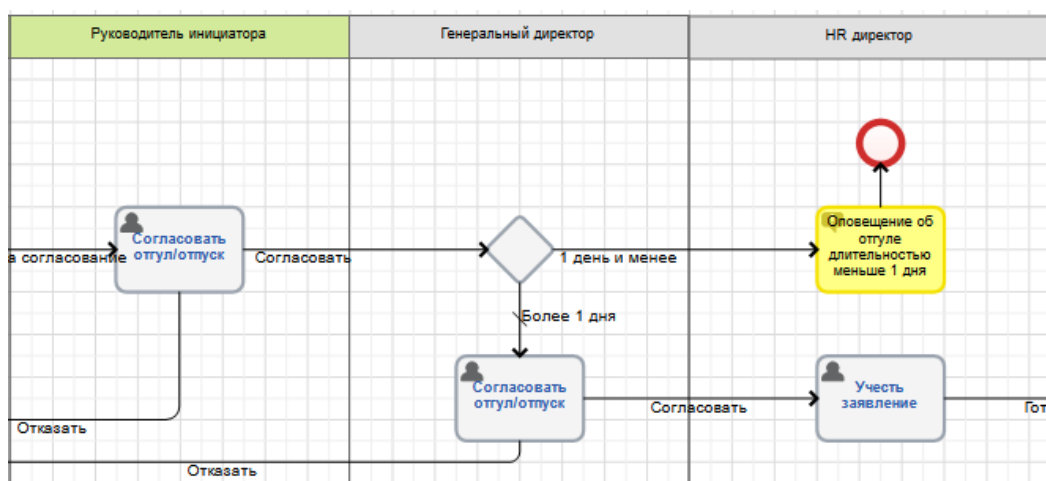 Руководитель инициатора
Генеральный директор
HR директор
а согласование
Согласовать
отгул/отпуск
Согласовать
1 день и менее
Оповещение об
отгуле
длительностью
меньше 1 дня
Более 1 дня
Согласовать
отгул/отпуск
Согласовать
Учесть
заявление
Гот
Отказать
Отказать